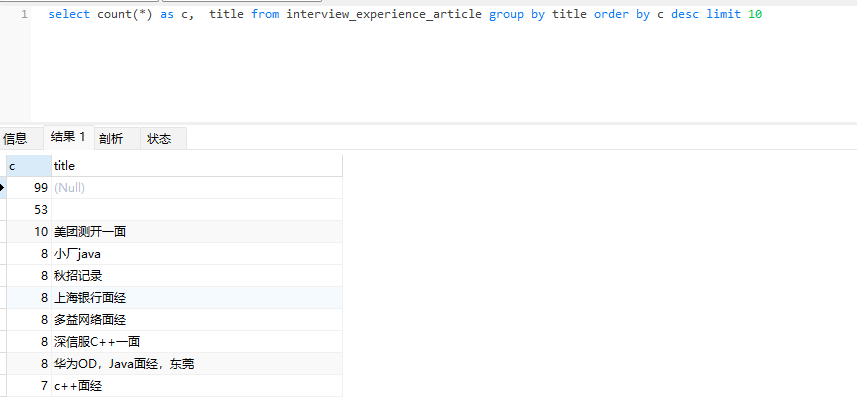 1 select count(*) as c,  title from interview_experience_article group by title order by c desc limit 10
信息 结果 1 剖析 状态
c title
99 (Null)
53
10 美团测开一面
8 小厂java
8 秋招记录
8 上海银行面经
8 多益网络面经
8 深信服C++一面
8 华为OD，Java面经，东莞
7 c++面经